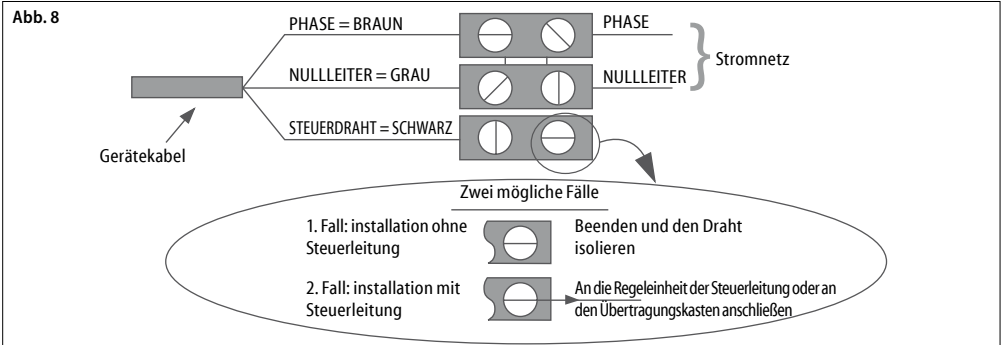 Abb. 8
PHASE = BRAUN
PHASE
NULLLEITER = GRAU
NULLLEITER
Stromnetz
STEUERDRAHT = SCHWARZ
Gerätekabel
Zwei mögliche Fälle
1. Fall: installation ohne
Steuerleitung
Beenden und den Draht
isolieren
2. Fall: installation mit
Steuerleitung
An die Regeleinheit der Steuerleitung oder an
den Übertragungskasten anschließen